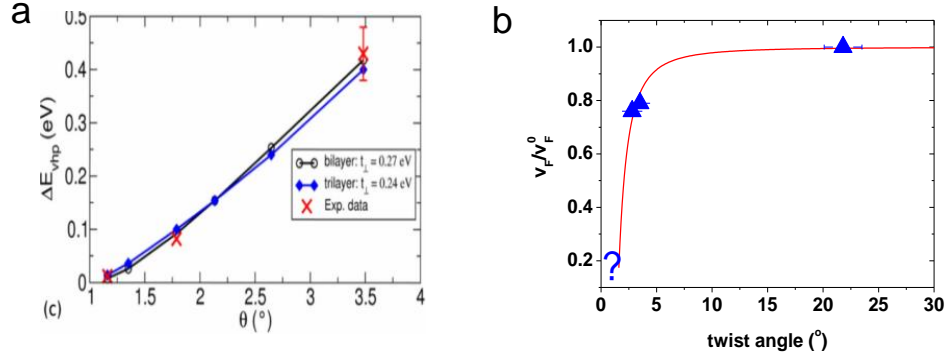 a
ΔE_vhp (eV)
0.5
0.4
0.3
0.2
0.1
0
bilayer: t_⊥ = 0.27 eV
trilayer: t_⊥ = 0.24 eV
Exp. data
1 1.5 2 2.5 3 3.5 4
θ (°)
(c)
b
v_F/v_F^0
1.0
0.8
0.6
0.4
0.2
?
0 5 10 15 20 25 30
twist angle (°)